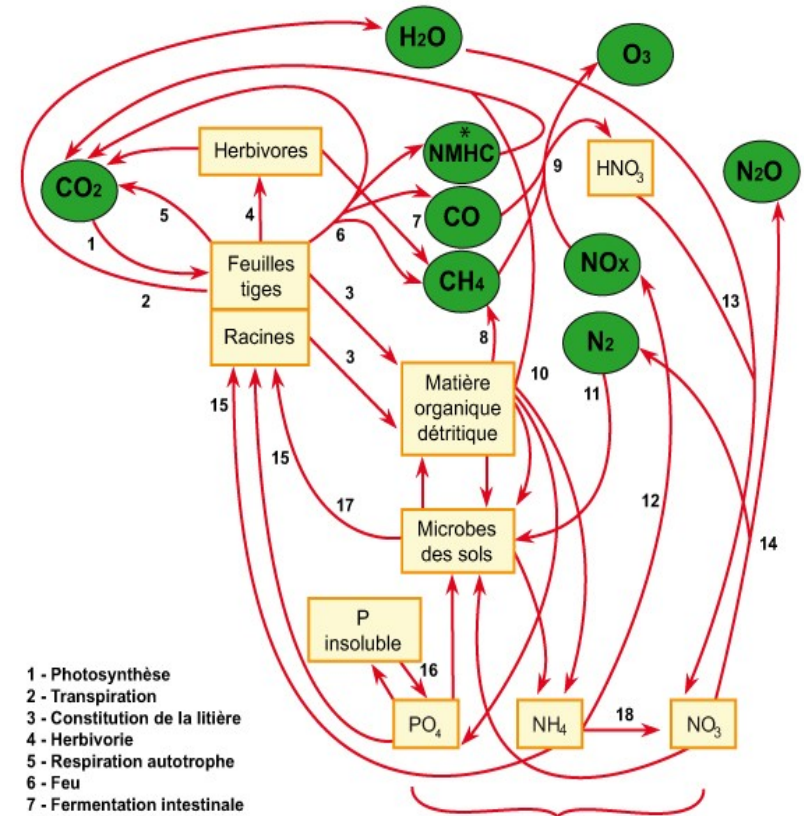 H2O
O3
*
NMHC
Herbivores
HNO3
N2O
CO2
9
5
4
7
CO
6
1
CH4
NOx
Feuilles
tiges
2
3
13
N2
Racines
8
3
10
11
Matière
organique
détritique
15
15
17
12
Microbes
des sols
14
P
insoluble
16
PO4
NH4
18
NO3
1 - Photosynthèse
2 - Transpiration
3 - Constitution de la litière
4 - Herbivorie
5 - Respiration autotrophe
6 - Feu
7 - Fermentation intestinale